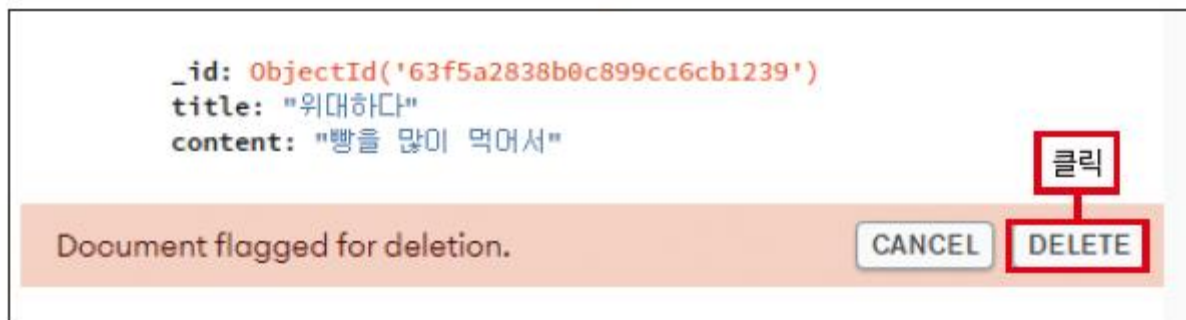 _id: ObjectId('63f5a2838b0c899cc6cb1239')
title: "위대하다"
content: "빵을 많이 먹어서"
클릭
Document flagged for deletion.
CANCEL
DELETE